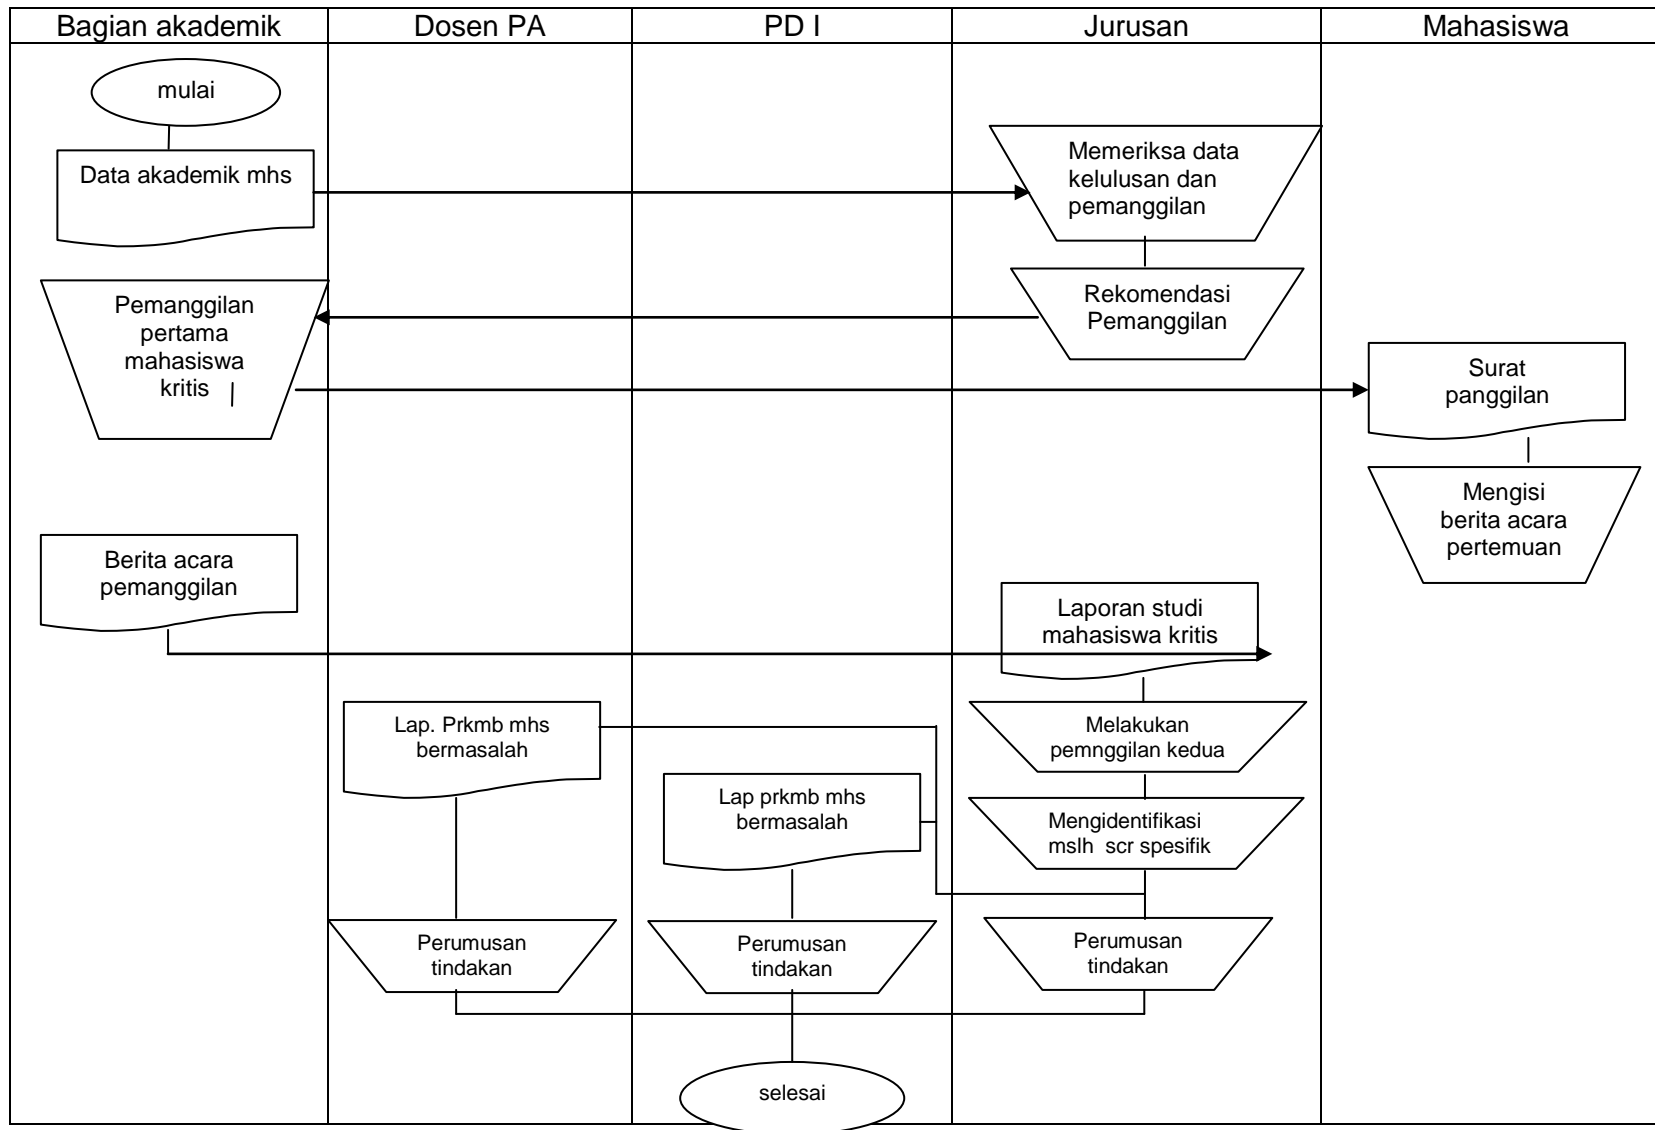 Bagian akademik
Dosen PA
PD I
Jurusan
Mahasiswa
mulai
Data akademik mhs
Memeriksa data
kelulusan dan
pemanggilan
Pemanggilan
pertama
mahasiswa
kritis
Rekomendasi
Pemanggilan
Surat
panggilan
Mengisi
berita acara
pertemuan
Berita acara
pemanggilan
Laporan studi
mahasiswa kritis
Lap. Prkmb mhs
bermasalah
Lap prkmb mhs
bermasalah
Melakukan
pemnggilan kedua
Mengidentifikasi
mslh scr spesifik
Perumusan
tindakan
Perumusan
tindakan
Perumusan
tindakan
selesai